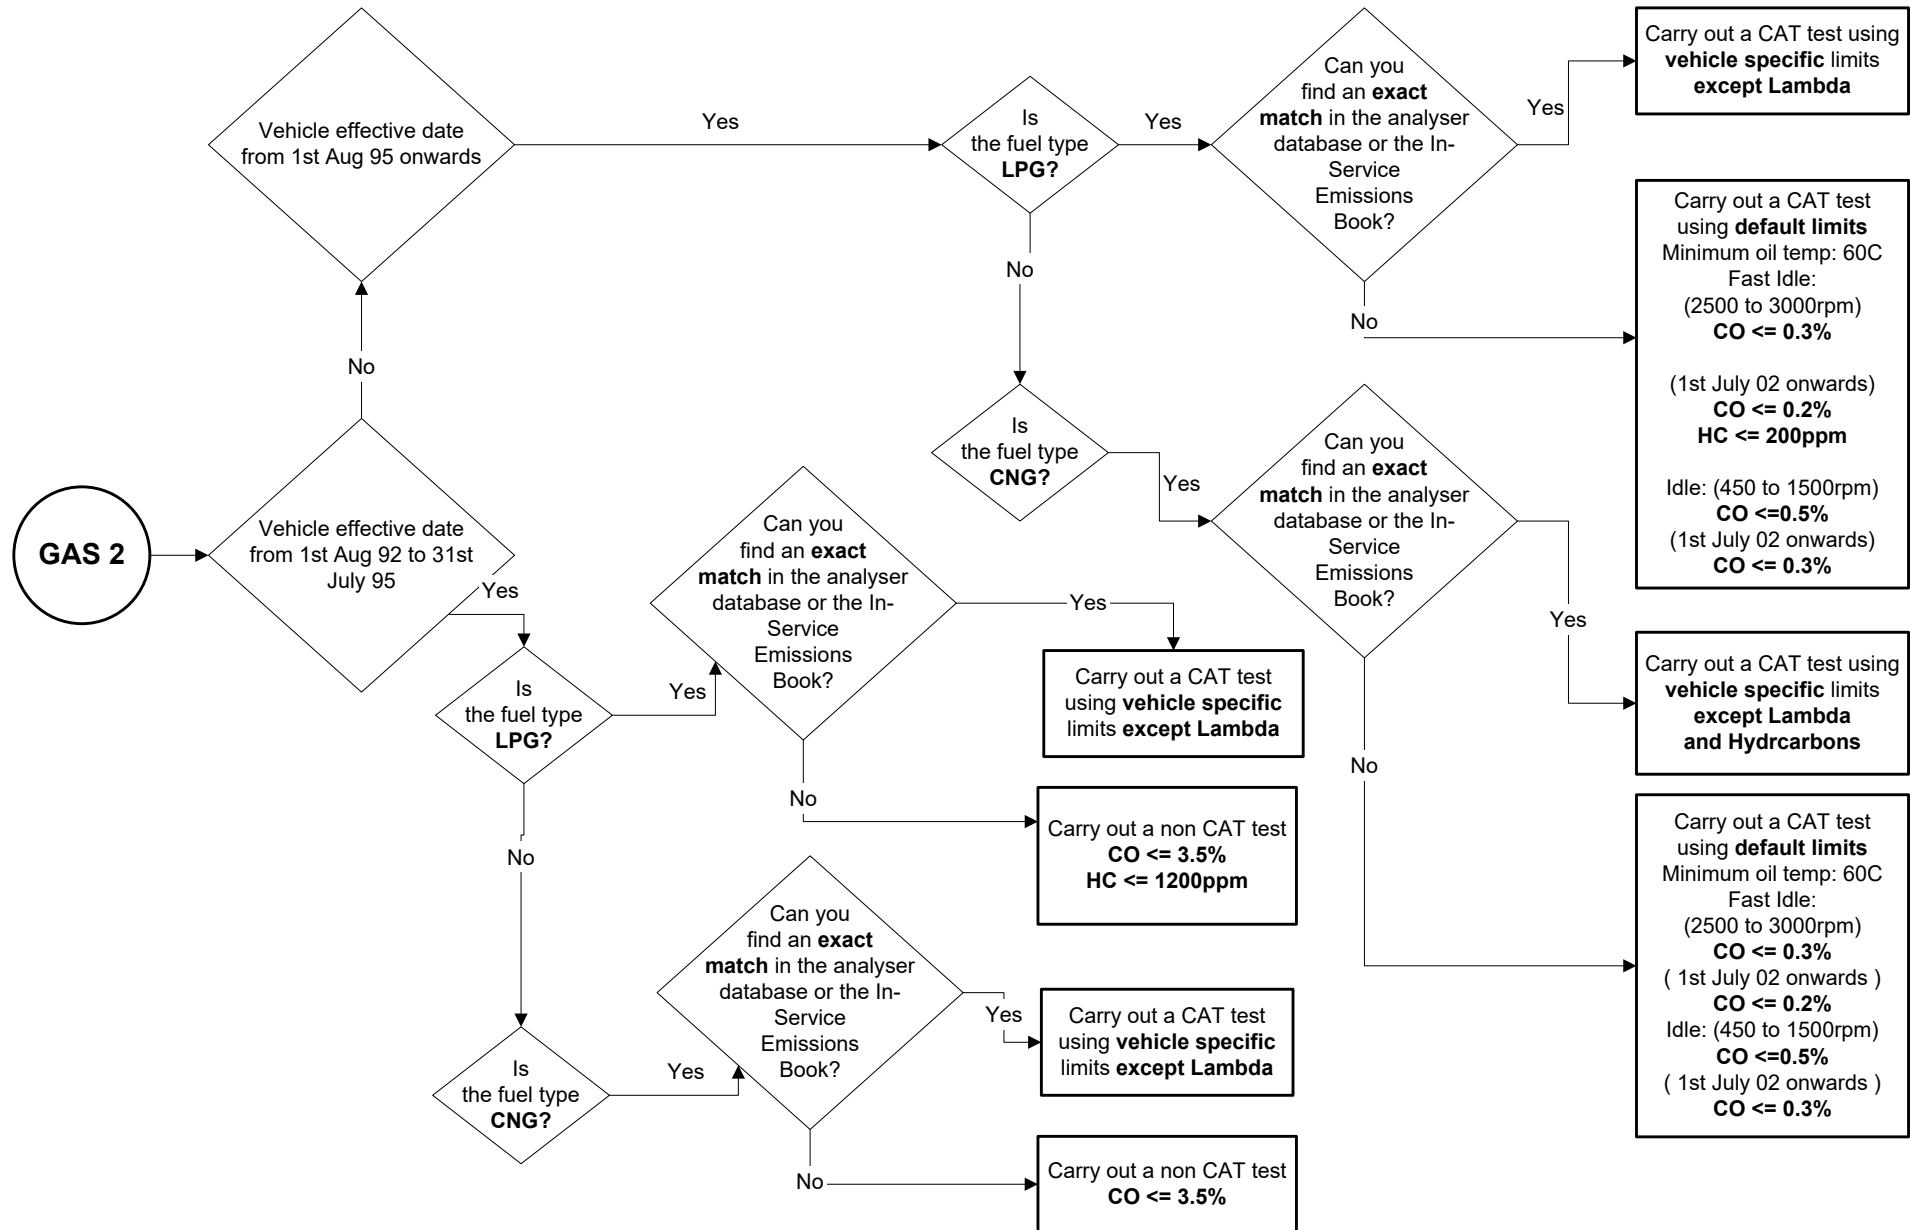 GAS 2
Vehicle effective date
from 1st Aug 92 to 31st
July 95
No
Yes
Vehicle effective date
from 1st Aug 95 onwards
Yes
Is
the fuel type
LPG?
Yes
No
Can you
find an exact
match in the analyser
database or the In-
Service
Emissions
Book?
Yes
No
Carry out a CAT test using
vehicle specific limits
except Lambda
Carry out a CAT test
using default limits
Minimum oil temp: 60C
Fast Idle:
(2500 to 3000rpm)
CO <= 0.3%
(1st July 02 onwards)
CO <= 0.2%
HC <= 200ppm
Idle: (450 to 1500rpm)
CO <=0.5%
(1st July 02 onwards)
CO <= 0.3%
Is
the fuel type
CNG?
Yes
Can you
find an exact
match in the analyser
database or the In-
Service
Emissions
Book?
Yes
No
Carry out a CAT test using
vehicle specific limits
except Lambda
and Hydrcarbons
Carry out a CAT test
using default limits
Minimum oil temp: 60C
Fast Idle:
(2500 to 3000rpm)
CO <= 0.3%
( 1st July 02 onwards )
CO <= 0.2%
Idle: (450 to 1500rpm)
CO <=0.5%
( 1st July 02 onwards )
CO <= 0.3%
Is
the fuel type
LPG?
Yes
No
Can you
find an exact
match in the analyser
database or the In-
Service
Emissions
Book?
Yes
No
Carry out a CAT test
using vehicle specific
limits except Lambda
Carry out a non CAT test
CO <= 3.5%
HC <= 1200ppm
Is
the fuel type
CNG?
Yes
Can you
find an exact
match in the analyser
database or the In-
Service
Emissions
Book?
Yes
No
Carry out a CAT test
using vehicle specific
limits except Lambda
Carry out a non CAT test
CO <= 3.5%